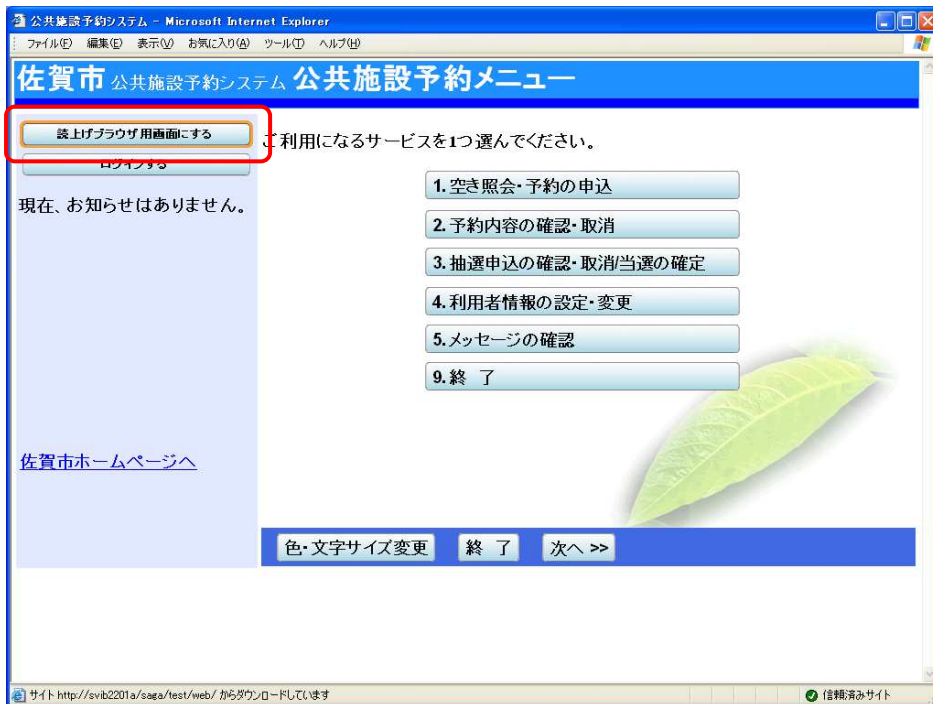 公共施設予約システム - Microsoft Internet Explorer
ファイル(F) 編集(E) 表示(V) お気に入り(A) ツール(T) ヘルプ(H)
佐賀市 公共施設予約システム 公共施設予約メニュー
読上げブラウザ用画面にする
ログインする
現在、お知らせはありません。
佐賀市ホームページへ
ご利用になるサービスを1つ選んでください。
1. 空き照会・予約の申込
2. 予約内容の確認・取消
3. 抽選申込の確認・取消/当選の確定
4. 利用者情報の設定・変更
5. メッセージの確認
9. 終 了
色・文字サイズ変更 終 了 次へ >>
サイト http://svib2201a/saga/test/web/ からダウンロードしています 信頼済みサイト